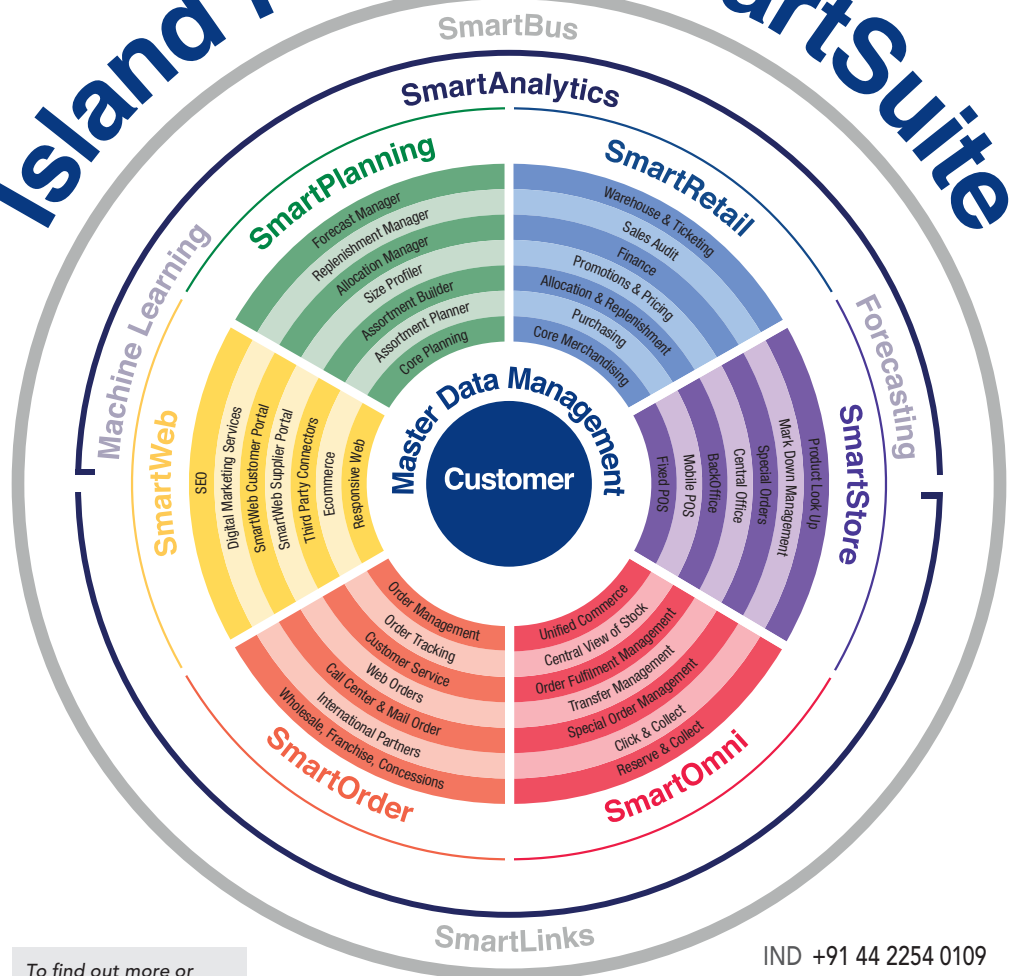 Island
artSuite
SmartBus
SmartAnalytics
Machine Learning
Forecasting
SmartPlanning
Forecast Manager
Replenishment Manager
Allocation Manager
Size Profiler
Assortment Builder
Assortment Planner
Core Planning
SmartRetail
Warehouse & Ticketing
Sales Audit
Finance
Promotions & Pricing
Allocation & Replenishment
Purchasing
Core Merchandising
SmartWeb
SEO
Digital Marketing Services
SmartWeb Customer Portal
SmartWeb Supplier Portal
Third Party Connectors
Ecommerce
Responsive Web
Master Data Management
Customer
Fixed POS
Mobile POS
BackOffice
Central Office
Special Orders
Mark Down Management
Product Look Up
SmartStore
Order Management
Order Tracking
Customer Service
Web Orders
Call Center & Mail Order
International Partners
Wholesale, Franchise, Concessions
SmartOrder
Unified Commerce
Central View of Stock
Order Fulfilment Management
Transfer Management
Special Order Management
Click & Collect
Reserve & Collect
SmartOmni
SmartLinks
To find out more or
IND +91 44 2254 0109